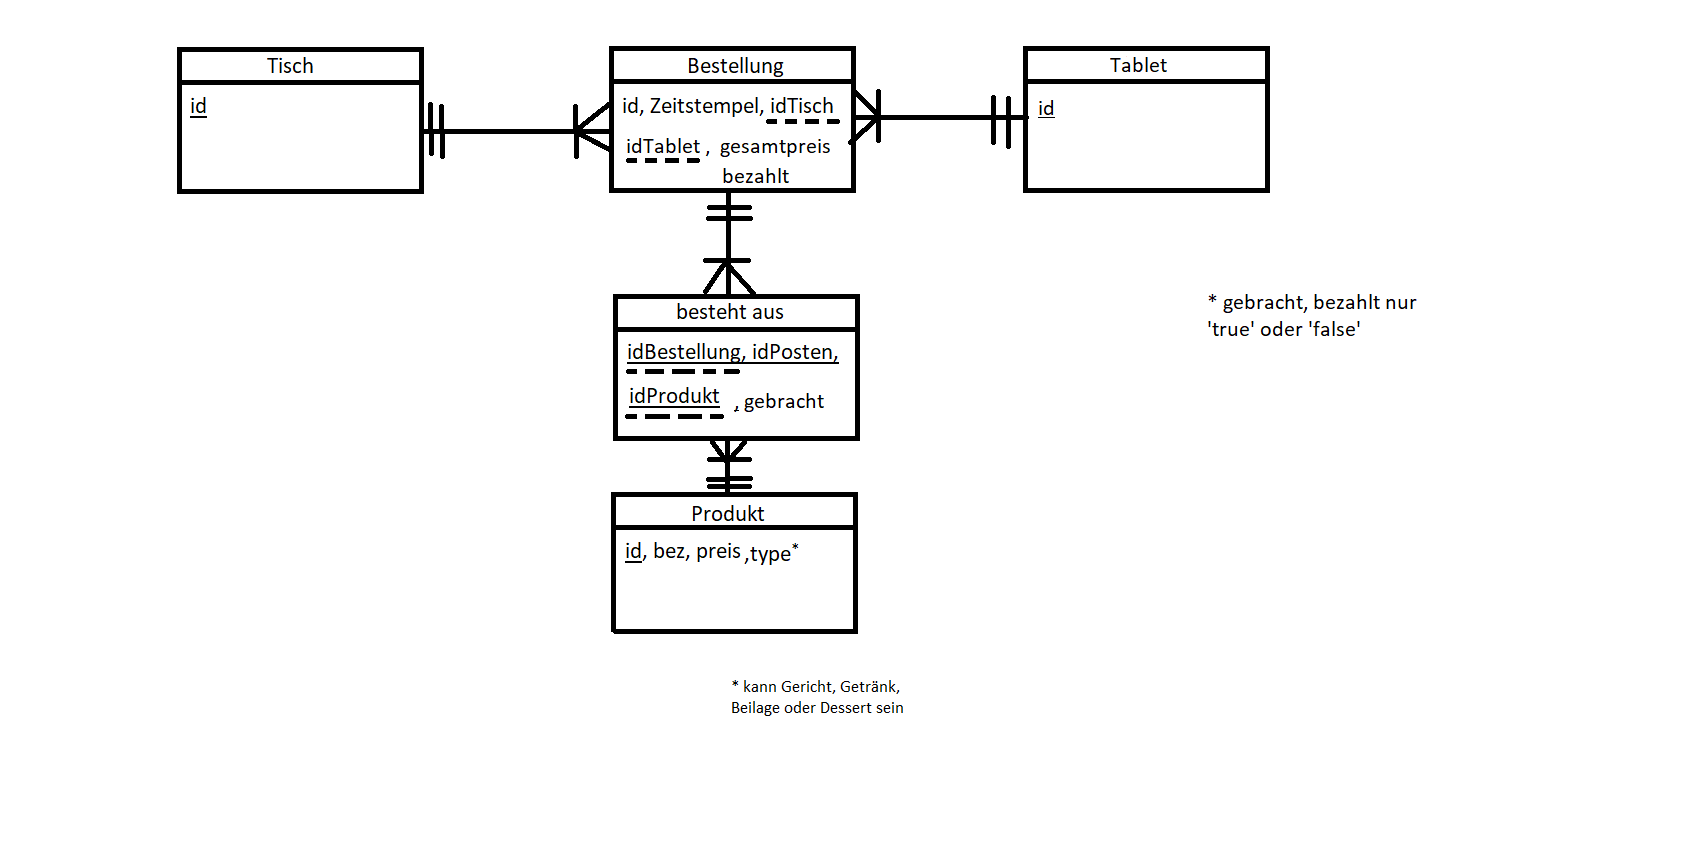 Tisch
id
Bestellung
id, Zeitstempel, idTisch
idTablet , gesamtpreis
bezahlt
Tablet
id
besteht aus
idBestellung, idPosten,
idProdukt , gebracht
* gebracht, bezahlt nur
'true' oder 'false'
Produkt
id, bez, preis ,type*
* kann Gericht, Getränk,
Beilage oder Dessert sein